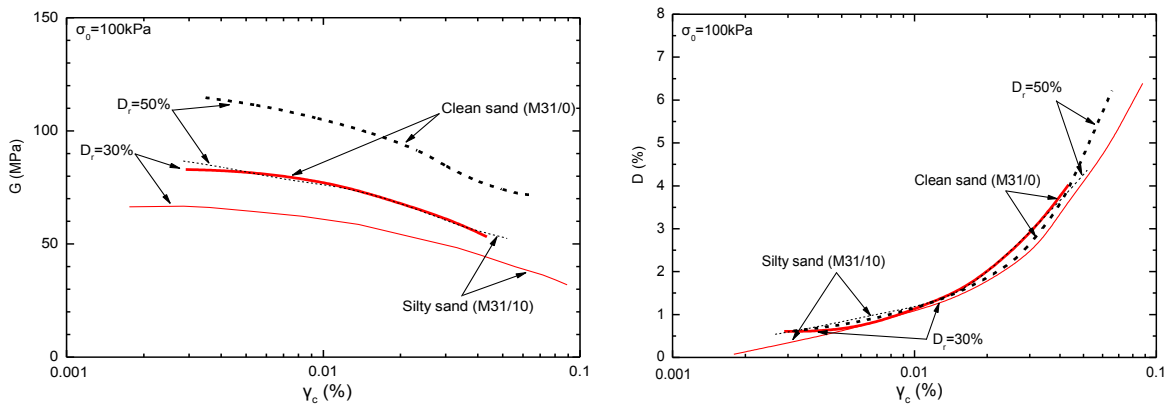 σ₀=100kPa
Dᵣ=50%
Clean sand (M31/0)
Dᵣ=30%
Silty sand (M31/10)
G (MPa)
150
100
50
0
0.001
0.01
0.1
γ_c (%)
σ₀=100kPa
Dᵣ=50%
Clean sand (M31/0)
Silty sand (M31/10)
Dᵣ=30%
D (%)
8
7
6
5
4
3
2
1
0
0.001
0.01
0.1
γ_c (%)